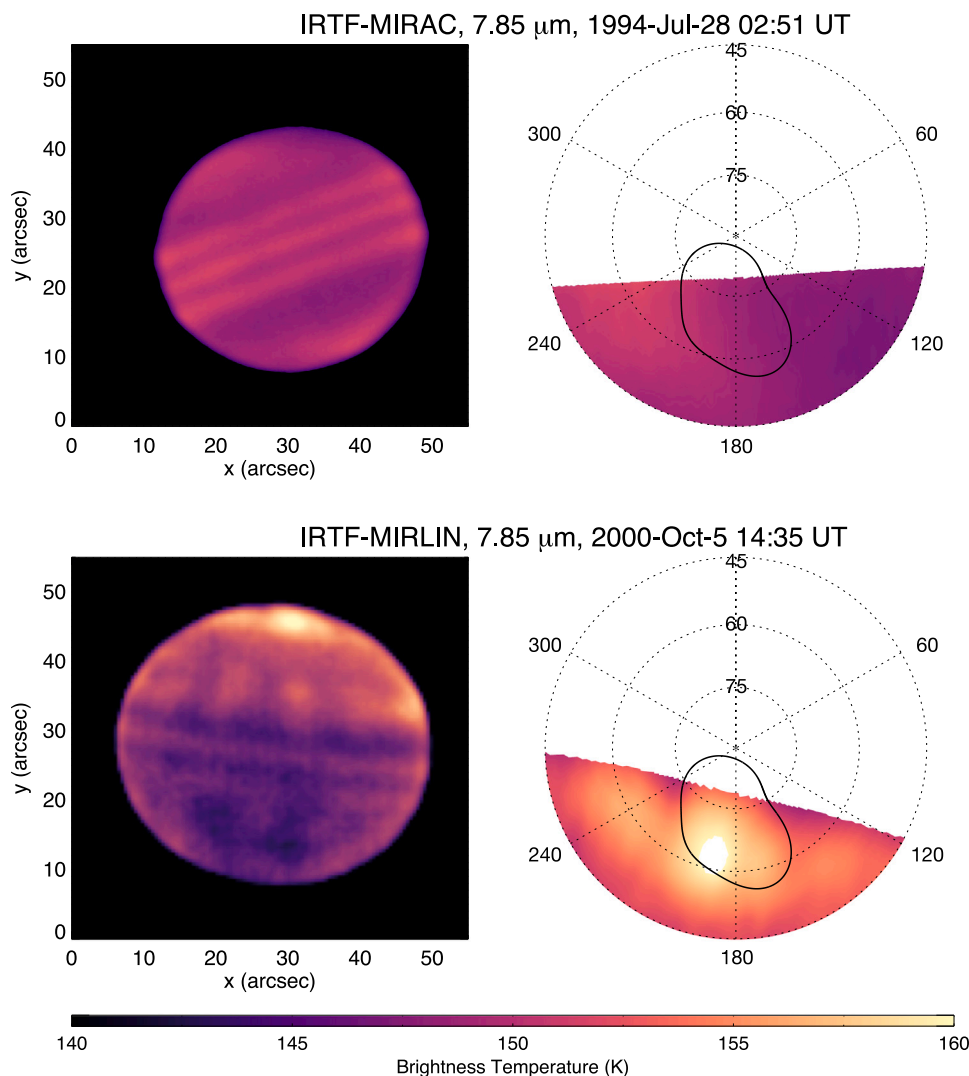 IRTF-MIRAC, 7.85 μm, 1994-Jul-28 02:51 UT
50
40
30
20
10
0
y (arcsec)
0 10 20 30 40 50
x (arcsec)
45
60
75
300
60
240
120
180
IRTF-MIRLIN, 7.85 μm, 2000-Oct-5 14:35 UT
50
40
30
20
10
0
y (arcsec)
0 10 20 30 40 50
x (arcsec)
45
60
75
300
60
240
120
180
140 145 150 155 160
Brightness Temperature (K)